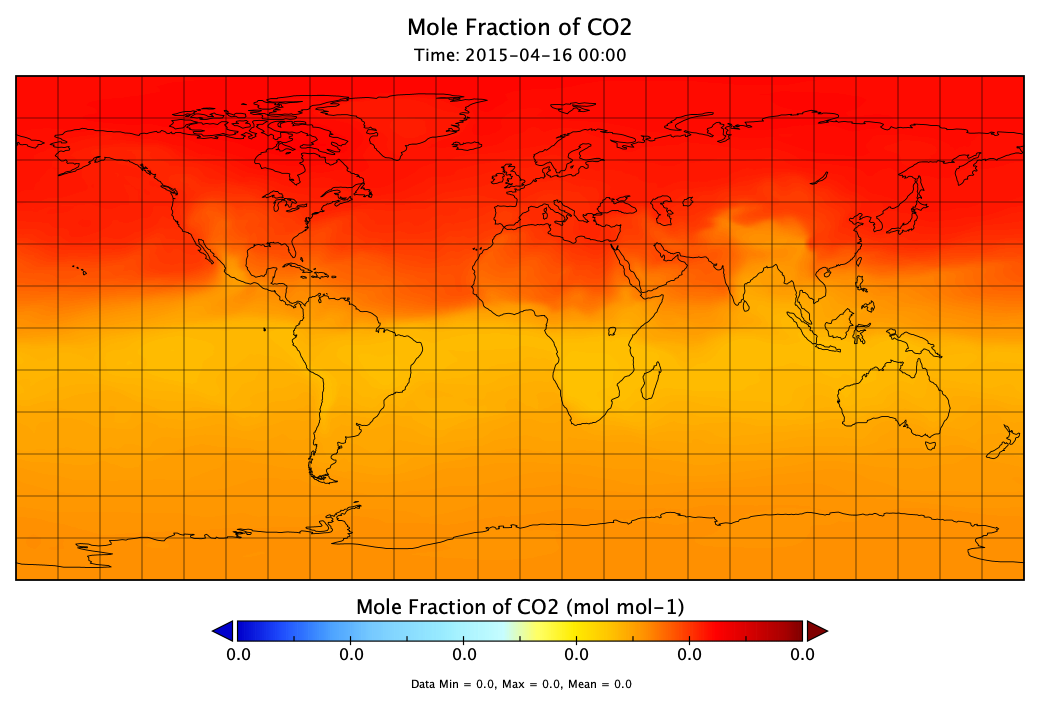 Mole Fraction of CO2
Time: 2015-04-16 00:00
Mole Fraction of CO2 (mol mol-1)
0.0 0.0 0.0 0.0 0.0 0.0
Data Min = 0.0, Max = 0.0, Mean = 0.0